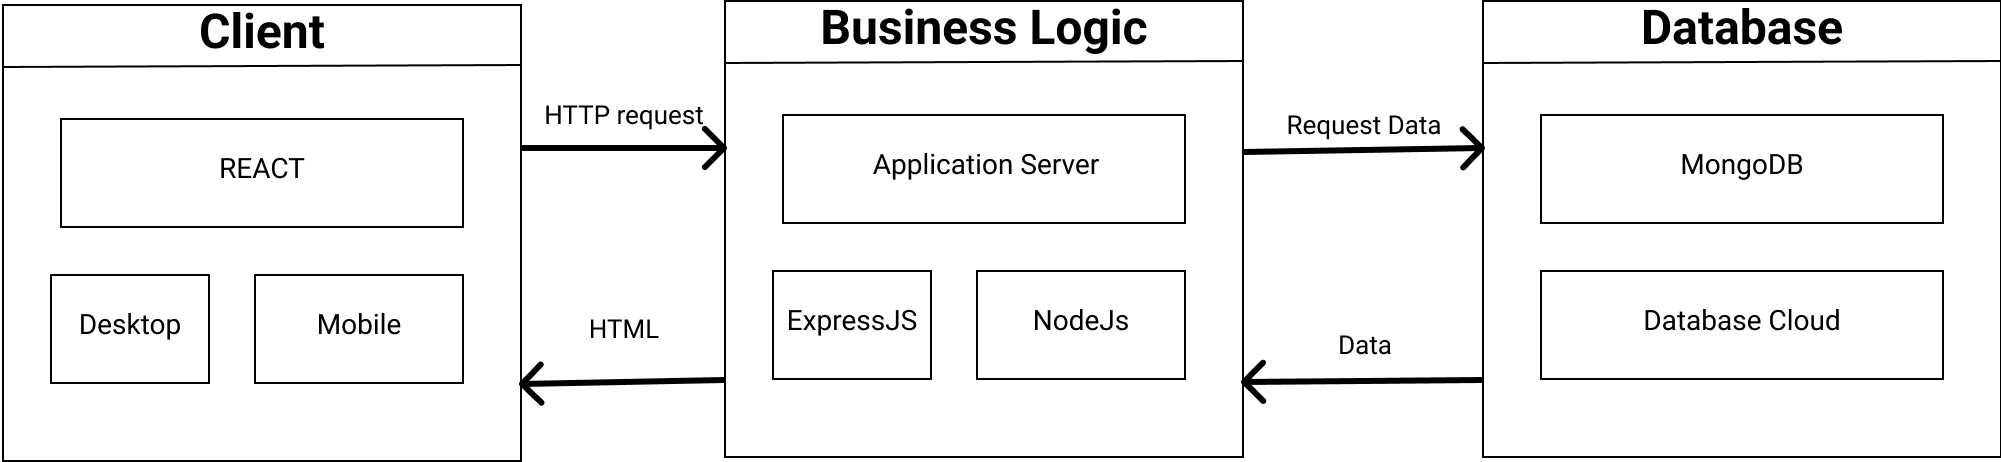 Client
REACT
Desktop
Mobile
HTTP request
HTML
Business Logic
Application Server
ExpressJS
NodeJs
Request Data
Data
Database
MongoDB
Database Cloud